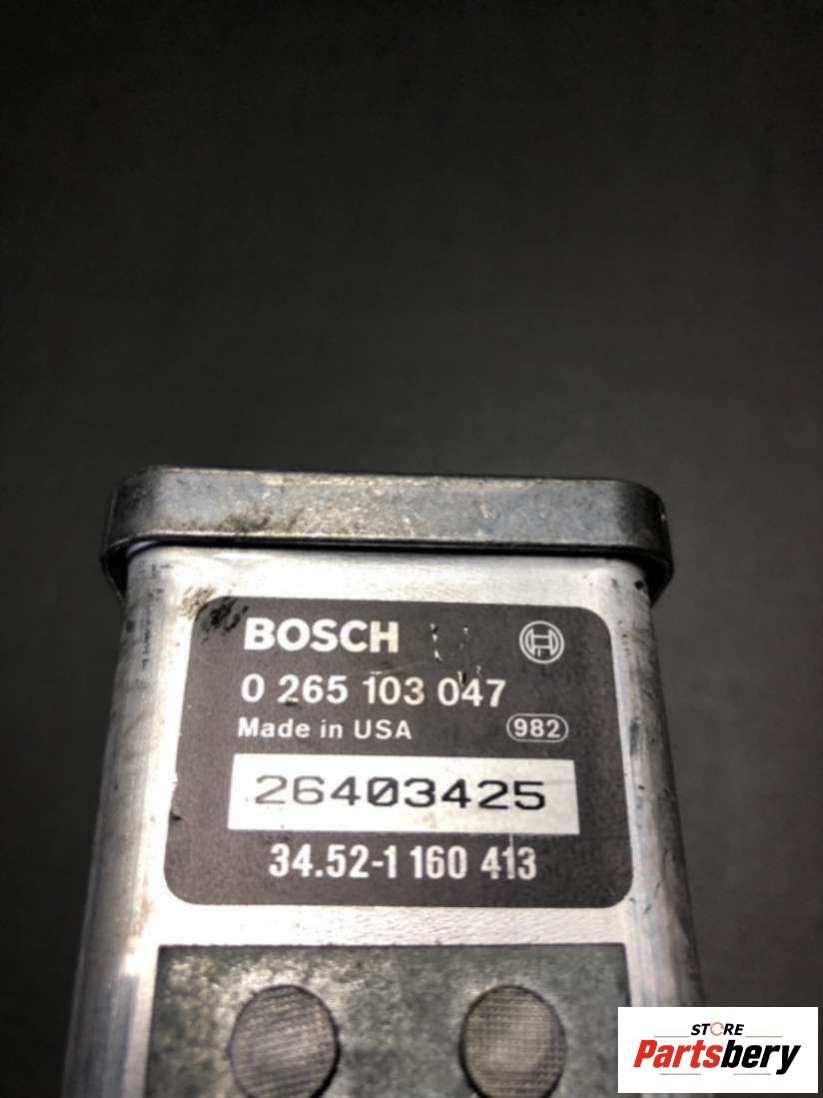 BOSCH
0 265 103 047
Made in USA 982
26403425
34.52-1 160 413
STORE
Partsbery